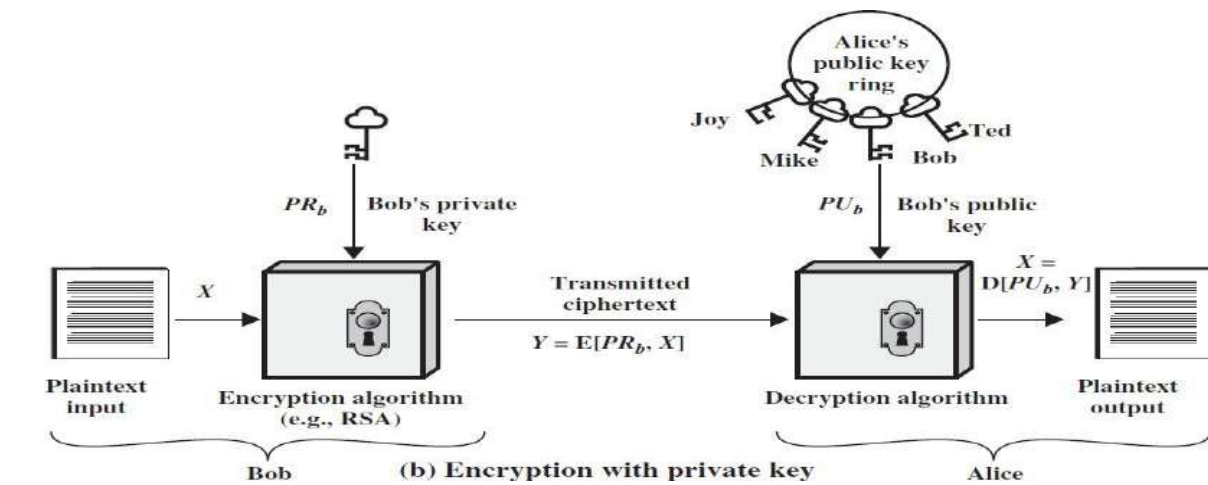 Alice's
public key
ring
Joy
Mike
Bob
Ted
PR_b
Bob's private
key
PU_b
Bob's public
key
X
Transmitted
ciphertext
Y = E[PR_b, X]
X =
D[PU_b, Y]
Plaintext
input
Encryption algorithm
(e.g., RSA)
Decryption algorithm
Plaintext
output
Bob
(b) Encryption with private key
Alice